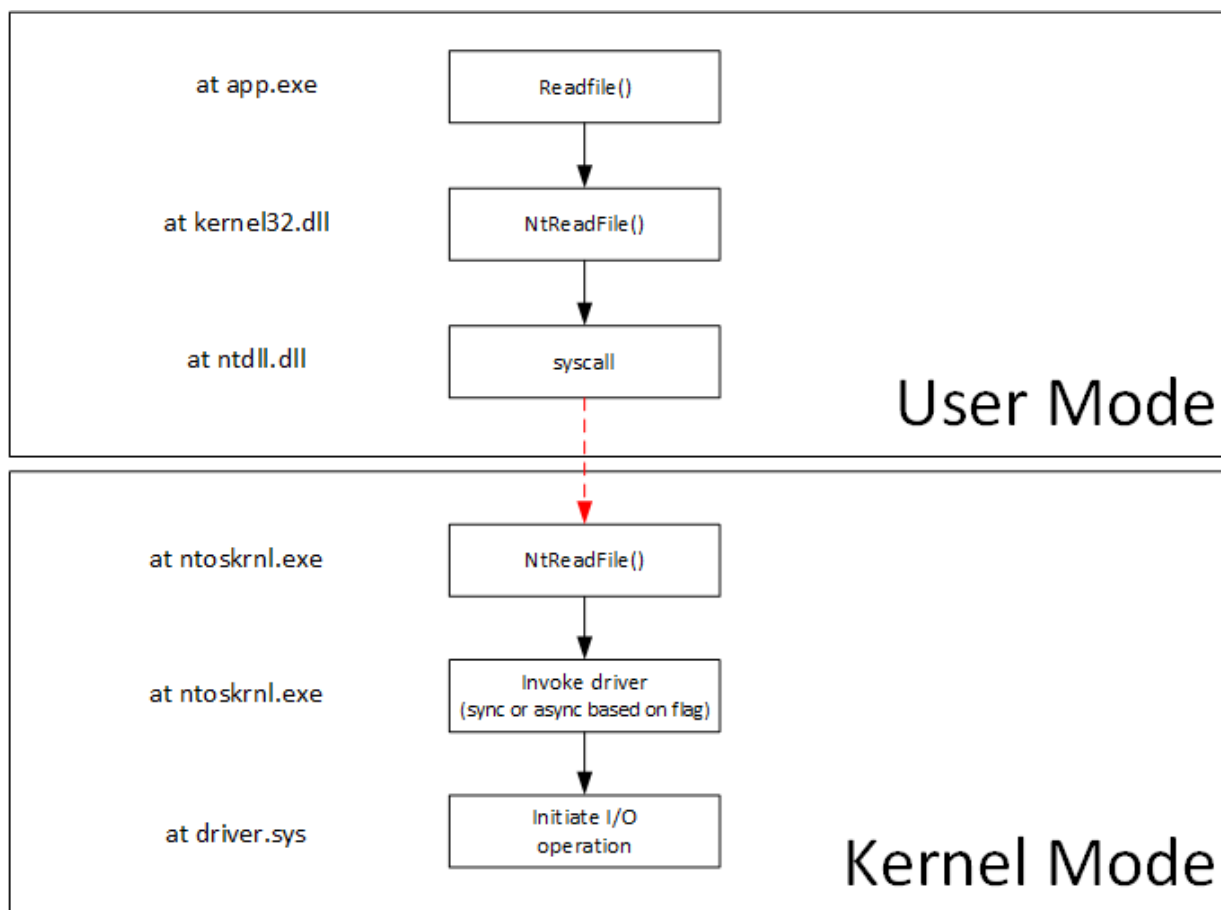 at app.exe
Readfile()
at kernel32.dll
NtReadFile()
at ntdll.dll
syscall
User Mode
at ntoskrnl.exe
NtReadFile()
at ntoskrnl.exe
Invoke driver
(sync or async based on flag)
at driver.sys
Initiate I/O
operation
Kernel Mode